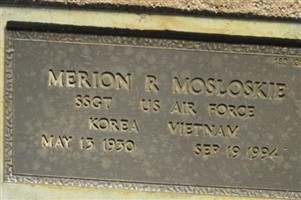 MERION R MOSLOSKIE
SSGT US AIR FORCE
KOREA VIETNAM
MAY 13 1930 SEP 19 1994